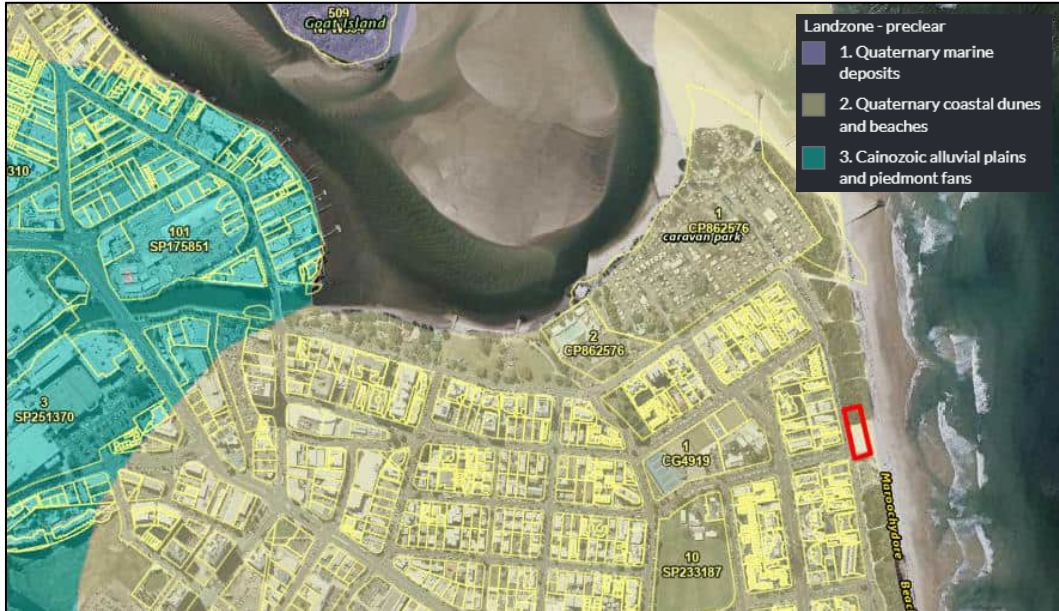 509
Goat Island
Landzone - preclear
1. Quaternary marine
deposits
2. Quaternary coastal dunes
and beaches
3. Cainozoic alluvial plains
and piedmont fans
310
101
SP175851
1
CP862576
caravan park
2
CP862576
3
SP251370
1
CG4919
10
SP233187
Maroochydore
Beac